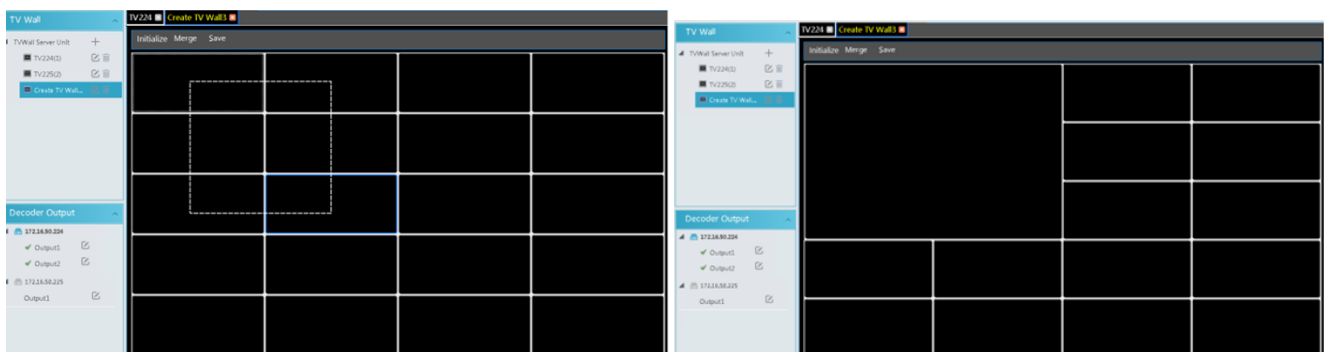 TV Wall
TVWall Server Unit
TV224(1)
TV225(2)
Create TV Wall...
Decoder Output
172.16.50.224
Output1
Output2
172.16.50.225
Output1
TV224 Create TV Wall3
Initialize Merge Save
TV Wall
TVWall Server Unit
TV224(1)
TV225(2)
Create TV Wall...
Decoder Output
172.16.50.224
Output1
Output2
172.16.50.225
Output1
TV224 Create TV Wall3
Initialize Merge Save